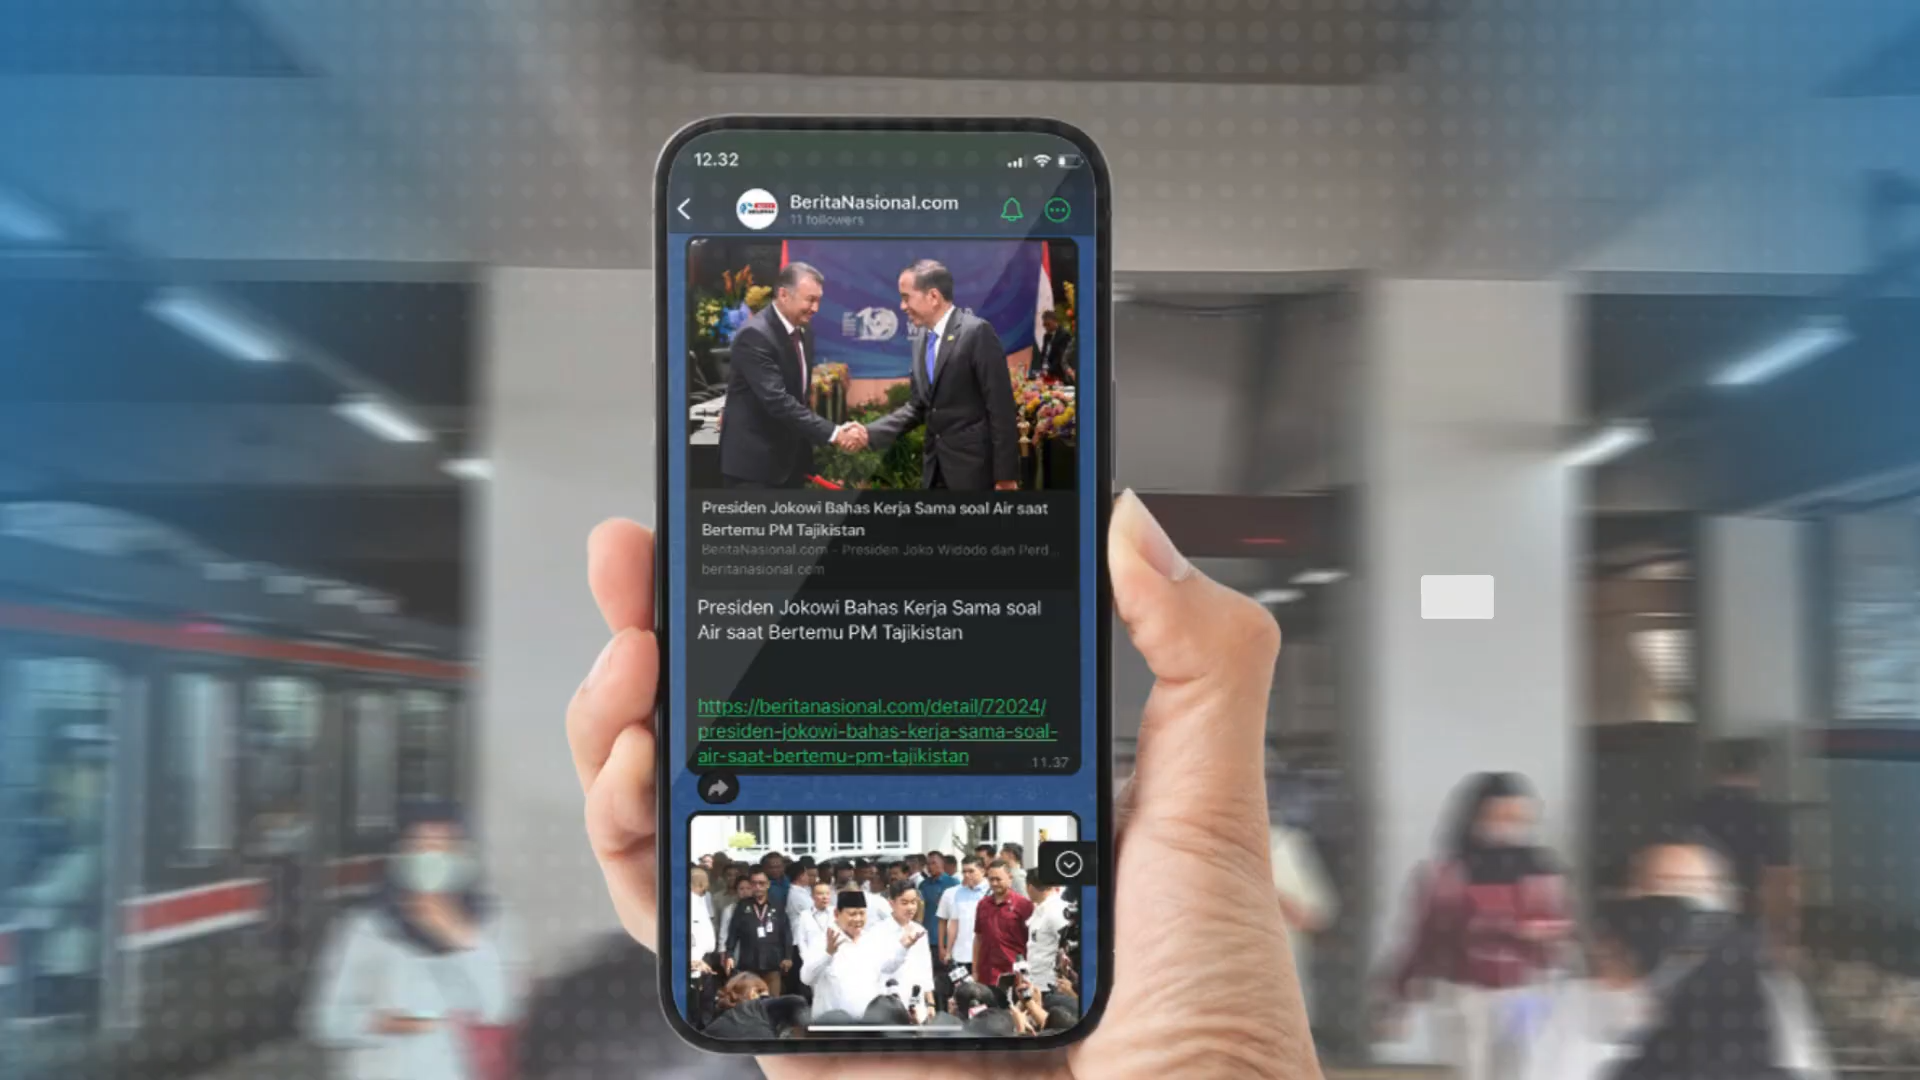 12.32
BeritaNasional.com
11 followers
10
Presiden Jokowi Bahas Kerja Sama soal Air saat
Bertemu PM Tajikistan
BeritaNasional.com - Presiden Joko Widodo dan Perd...
beritanasional.com
Presiden Jokowi Bahas Kerja Sama soal
Air saat Bertemu PM Tajikistan
https://beritanasional.com/detail/72024/
presiden-jokowi-bahas-kerja-sama-soal-
air-saat-bertemu-pm-tajikistan
11.37